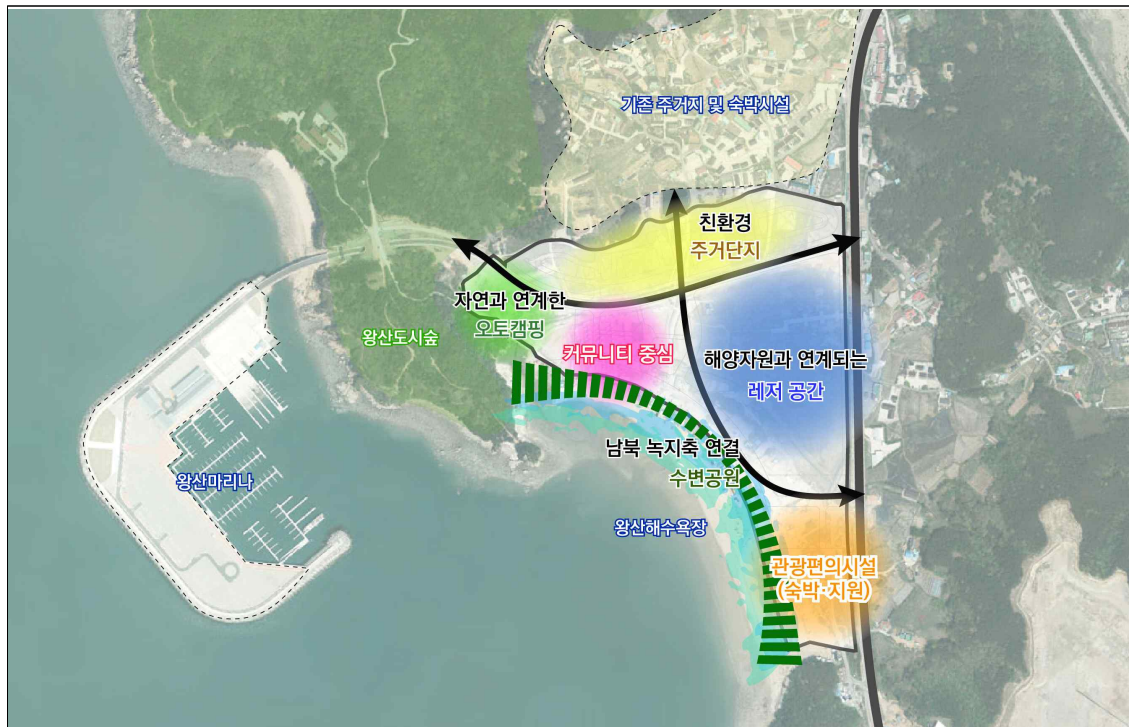 기존 주거지 및 숙박시설
친환경
주거단지
자연과 연계한
오토캠핑
왕산도시숲
커뮤니티 중심
해양자원과 연계되는
레저 공간
남북 녹지축 연결
수변공원
왕산마리나
왕산해수욕장
관광편의시설
(숙박·지원)